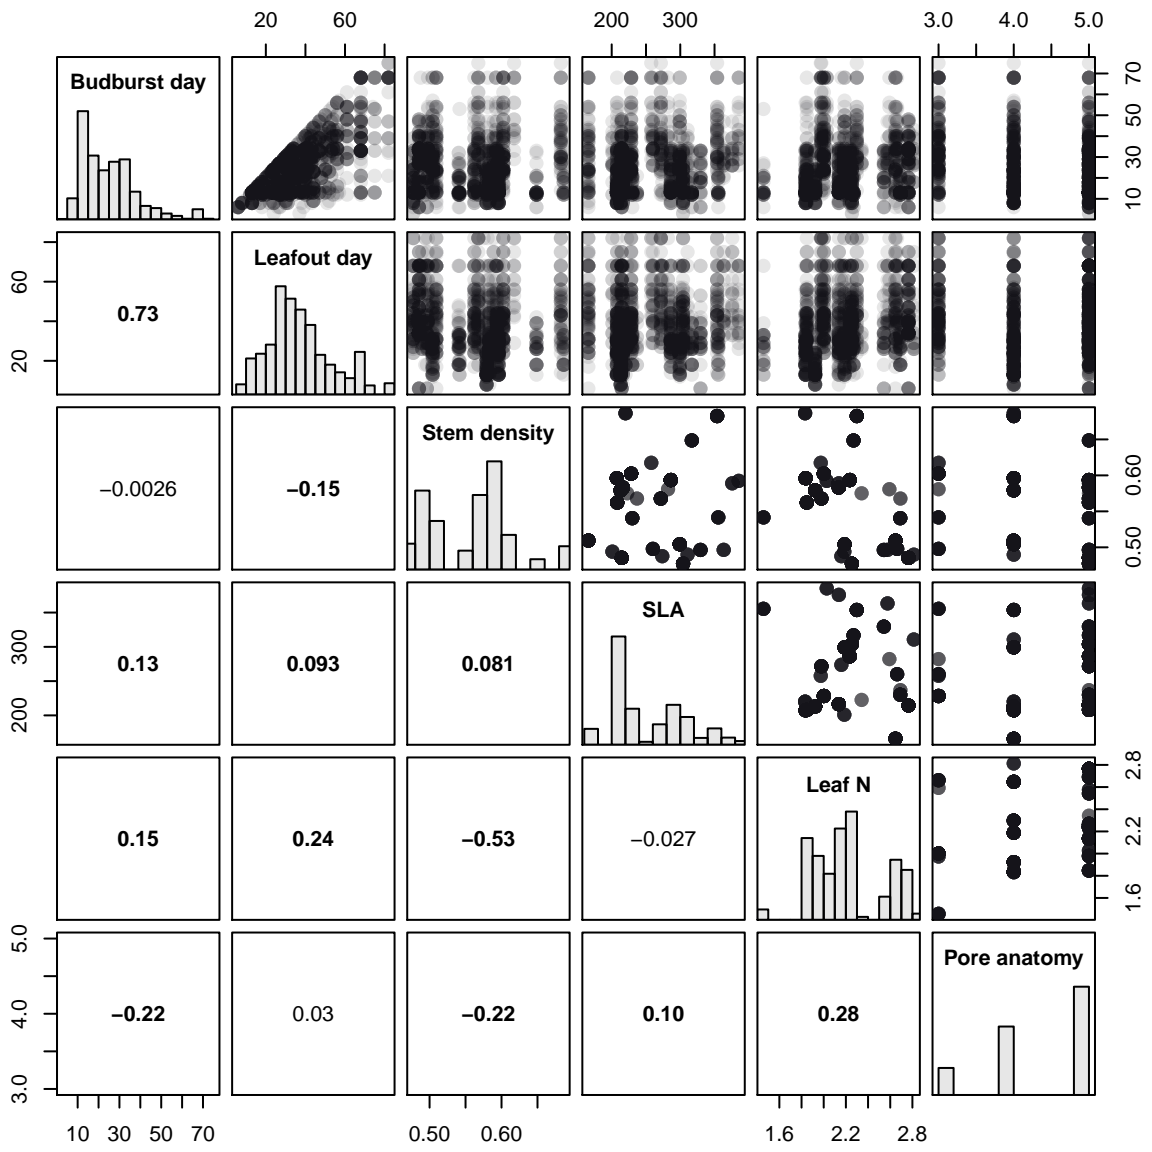 20 60 200 300 3.0 4.0 5.0
Budburst day
10 30 50 70
20 60
0.73
Leafout day
−0.0026
−0.15
Stem density
0.50 0.60
200 300
0.13
0.093
0.081
SLA
0.15
0.24
−0.53
−0.027
Leaf N
1.6 2.2 2.8
3.0 4.0 5.0
−0.22
0.03
−0.22
0.10
0.28
Pore anatomy
10 30 50 70 0.50 0.60 1.6 2.2 2.8